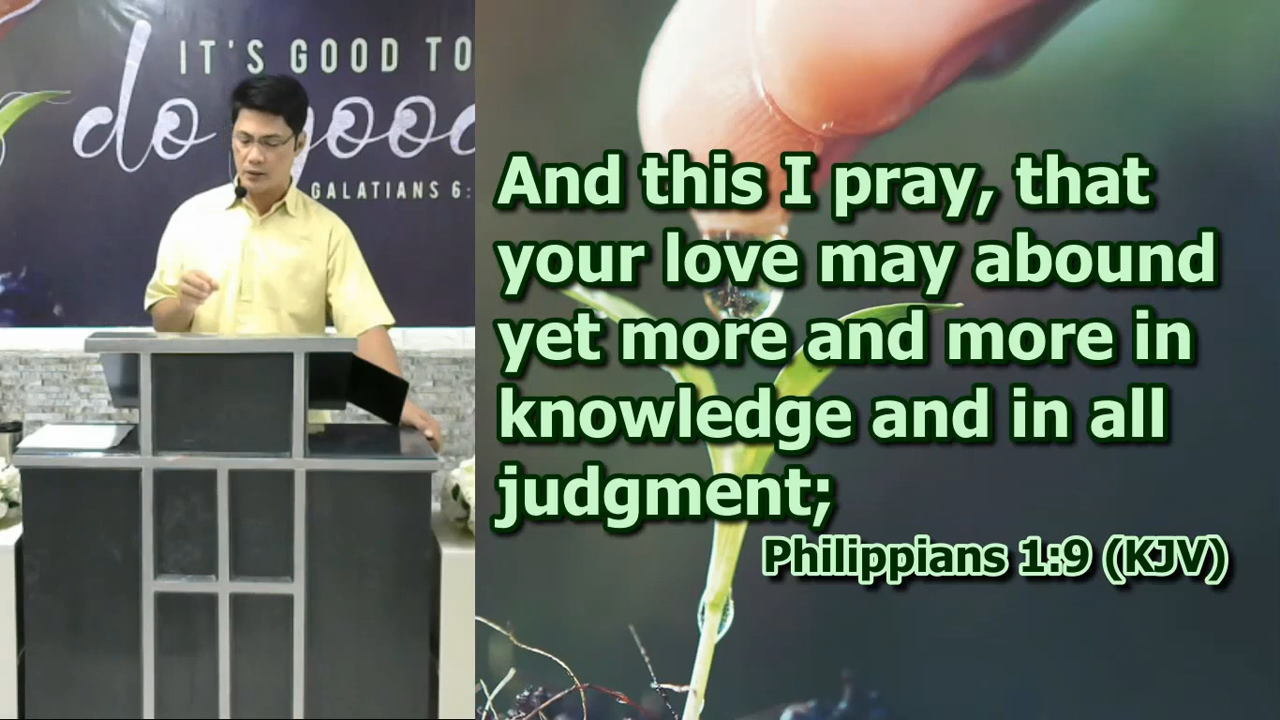 IT'S GOOD TO
do good
GALATIANS 6:
And this I pray, that
your love may abound
yet more and more in
knowledge and in all
judgment;
Philippians 1:9 (KJV)